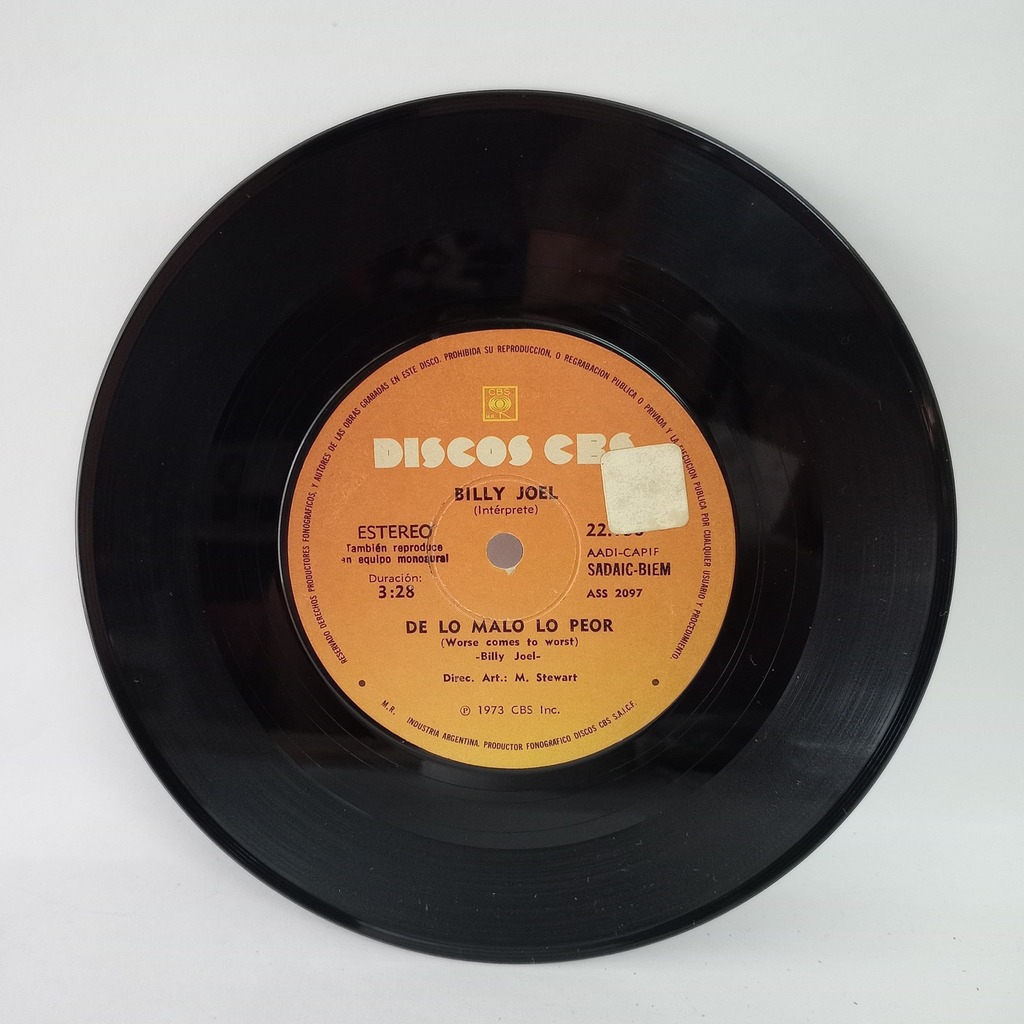 RESERVADO DERECHOS PRODUCTORES FONOGRAFICOS, Y AUTORES DE LAS OBRAS GRABADAS EN ESTE DISCO. PROHIBIDA SU REPRODUCCION, O REGRABACION PUBLICA O PRIVADA Y LA EJECUCION PUBLICA POR CUALQUIER USUARIO Y PROCEDIMIENTO.
CBS
M.R.
DISCOS CBS
BILLY JOEL
(Intérprete)
ESTEREO
También reproduce
en equipo monoaural
Duración:
3:28
AADI-CAPIF
SADAIC-BIEM
ASS 2097
DE LO MALO LO PEOR
(Worse comes to worst)
-Billy Joel-
Direc. Art.: M. Stewart
℗ 1973 CBS Inc.
M.R. INDUSTRIA ARGENTINA. PRODUCTOR FONOGRAFICO DISCOS CBS S.A.I.C.F.